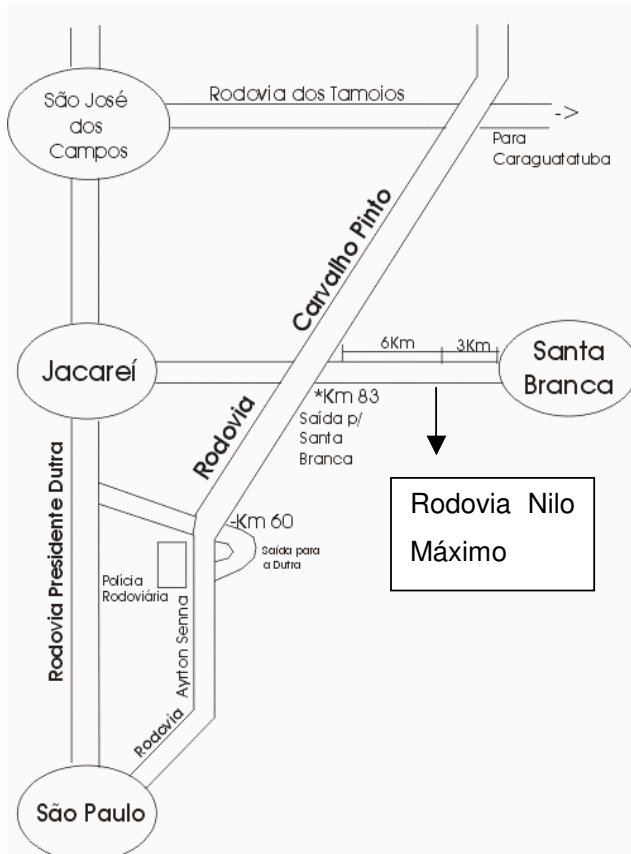 São José
dos
Campos
Rodovia dos Tamoios
->
Para
Caraguatatuba
Carvalho Pinto
Rodovia
6Km
3Km
Jacareí
Santa
Branca
*Km 83
Saída p/
Santa
Branca
Rodovia Nilo
Máximo
Rodovia Presidente Dutra
-Km 60
Saída para
a Dutra
Polícia
Rodoviária
Ayrton Senna
Rodovia
São Paulo